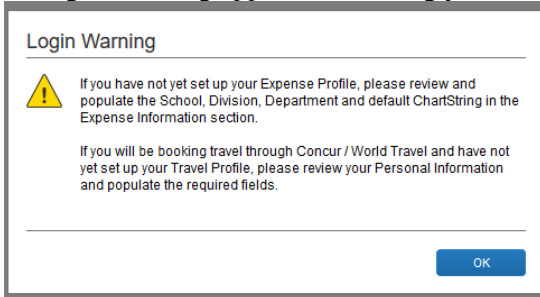 Login Warning
If you have not yet set up your Expense Profile, please review and
populate the School, Division, Department and default ChartString in the
Expense Information section.
If you will be booking travel through Concur / World Travel and have not
yet set up your Travel Profile, please review your Personal Information
and populate the required fields.
OK